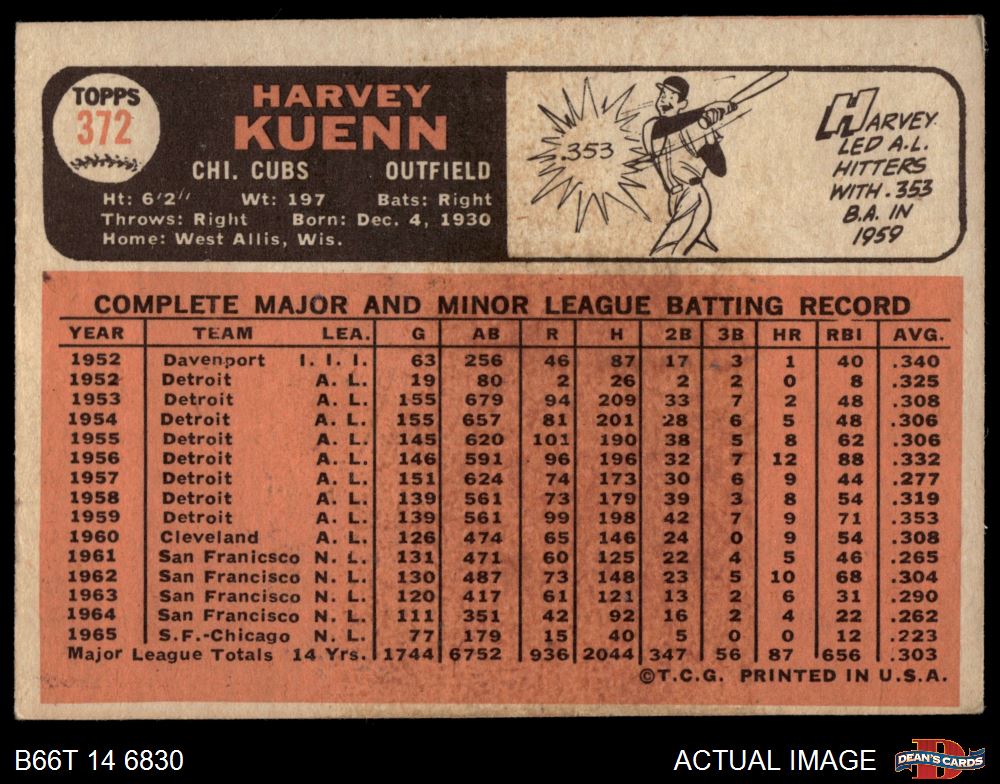 TOPPS
372
HARVEY
KUENN
CHI. CUBS OUTFIELD
Ht: 6'2" Wt: 197 Bats: Right
Throws: Right Born: Dec. 4, 1930
Home: West Allis, Wis.
.353
HARVEY
LED A.L.
HITTERS
WITH .353
B.A. IN
1959
COMPLETE MAJOR AND MINOR LEAGUE BATTING RECORD
YEAR TEAM LEA. G AB R H 2B 3B HR RBI AVG.
1952 Davenport I. I. I. 63 256 46 87 17 3 1 40 .340
1952 Detroit A. L. 19 80 2 26 2 2 0 8 .325
1953 Detroit A. L. 155 679 94 209 33 7 2 48 .308
1954 Detroit A. L. 155 657 81 201 28 6 5 48 .306
1955 Detroit A. L. 145 620 101 190 38 5 8 62 .306
1956 Detroit A. L. 146 591 96 196 32 7 12 88 .332
1957 Detroit A. L. 151 624 74 173 30 6 9 44 .277
1958 Detroit A. L. 139 561 73 179 39 3 8 54 .319
1959 Detroit A. L. 139 561 99 198 42 7 9 71 .353
1960 Cleveland A. L. 126 474 65 146 24 0 9 54 .308
1961 San Franicsco N. L. 131 471 60 125 22 4 5 46 .265
1962 San Francisco N. L. 130 487 73 148 23 5 10 68 .304
1963 San Francisco N. L. 120 417 61 121 13 2 6 31 .290
1964 San Francisco N. L. 111 351 42 92 16 2 4 22 .262
1965 S.F.-Chicago N. L. 77 179 15 40 5 0 0 12 .223
Major League Totals 14 Yrs. 1744 6752 936 2044 347 56 87 656 .303
©T.C.G. PRINTED IN U.S.A.
B66T 14 6830 ACTUAL IMAGE DEAN'S CARDS